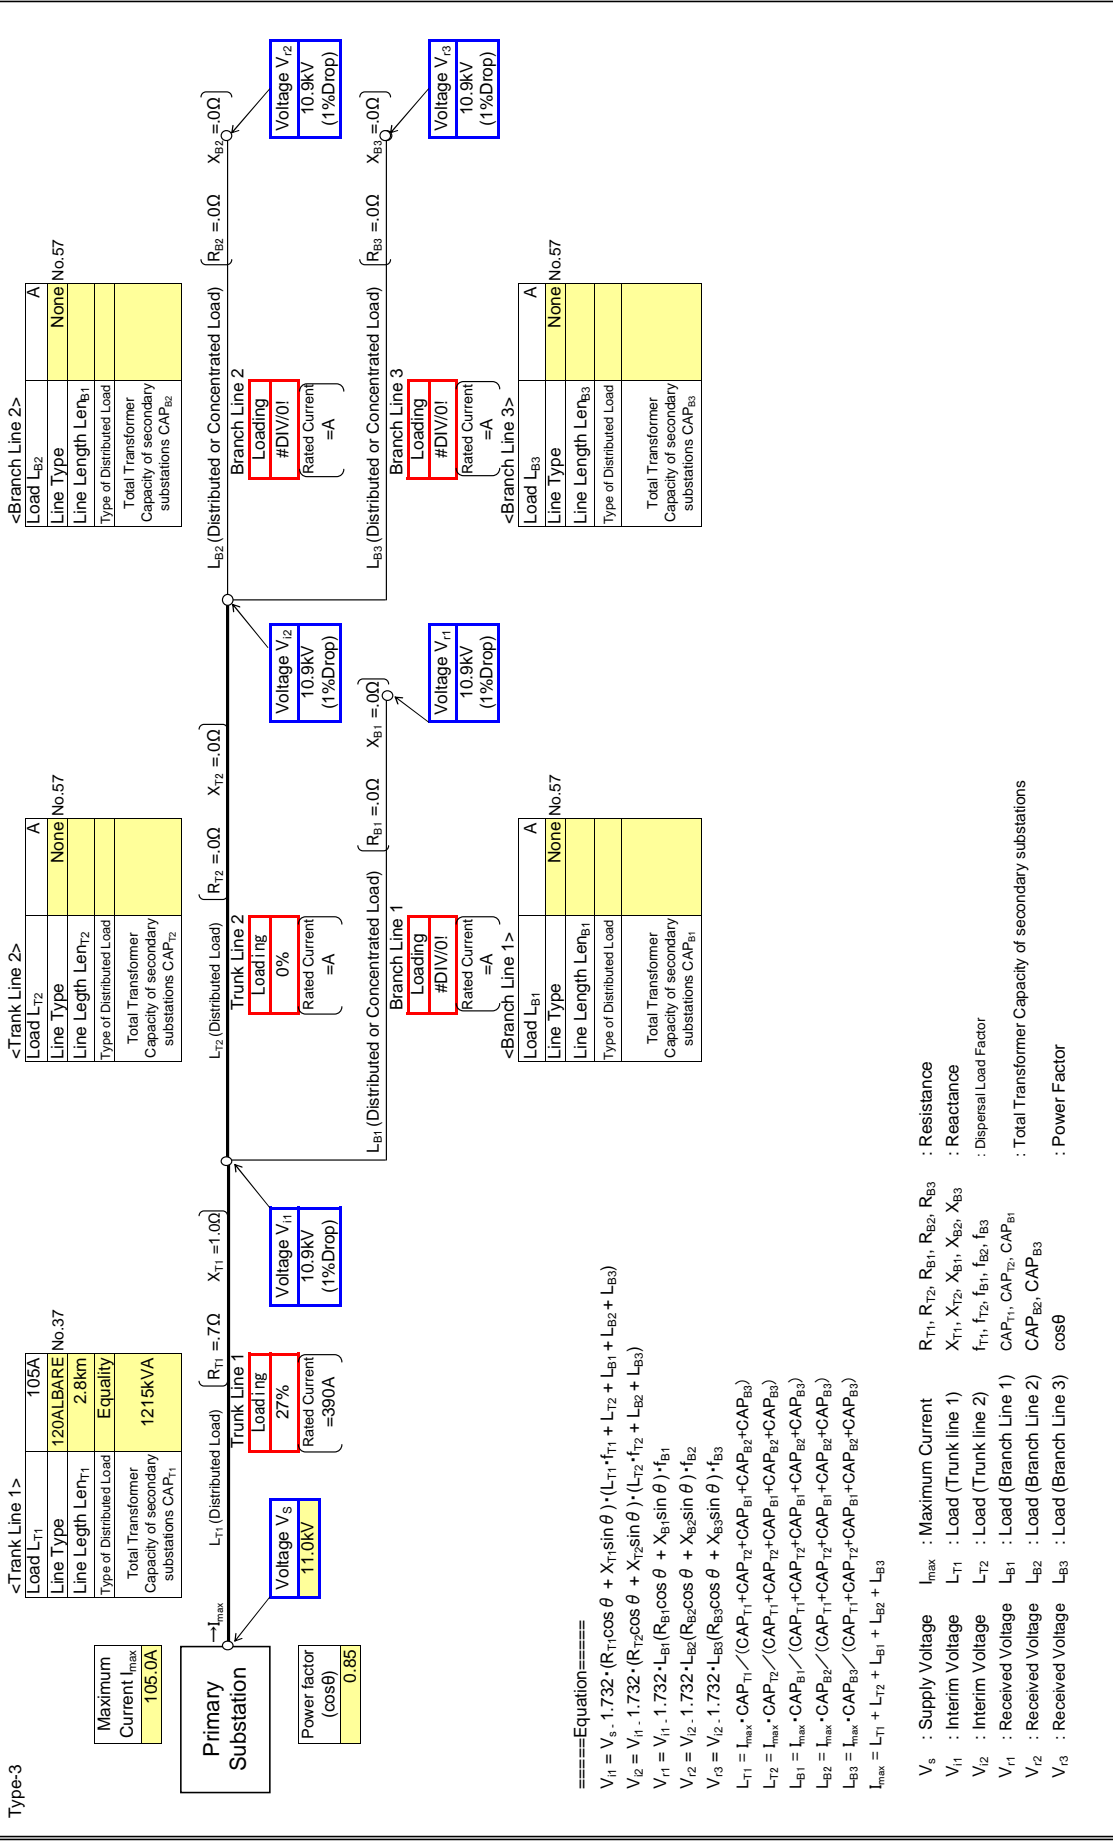 Type-3
Maximum
Current Imax
105.0A
Primary
Substation
Power factor
(cosθ)
0.85
→Imax
<Trank Line 1>
Load LT1 105A
Line Type 120ALBARE No.37
Line Length LenT1 2.8km
Type of Distributed Load Equality
Total Transformer
Capacity of secondary
substations CAPT1
1215kVA
LT1 (Distributed Load)
RT1 =.7Ω XT1 =1.0Ω
Voltage VS
11.0kV
Trunk Line 1
Loading
27%
Rated Current
=390A
Voltage Vi1
10.9kV
(1%Drop)
<Trank Line 2>
Load LT2 A
Line Type None No.57
Line Legth LenT2
Type of Distributed Load
Total Transformer
Capacity of secondary
substations CAPT2
LT2 (Distributed Load)
RT2 =.0Ω XT2 =.0Ω
Trunk Line 2
Loading
0%
Rated Current
=A
Voltage Vi2
10.9kV
(1%Drop)
LB1 (Distributed or Concentrated Load)
RB1 =.0Ω XB1 =.0Ω
Branch Line 1
Loading
#DIV/0!
Rated Current
=A
Voltage Vr1
10.9kV
(1%Drop)
<Branch Line 1>
Load LB1 A
Line Type None No.57
Line Length LenB1
Type of Distributed Load
Total Transformer
Capacity of secondary
substations CAPB1
<Branch Line 2>
Load LB2 A
Line Type None No.57
Line Length LenB1
Type of Distributed Load
Total Transformer
Capacity of secondary
substations CAPB2
LB2 (Distributed or Concentrated Load)
RB2 =.0Ω XB2 =.0Ω
Branch Line 2
Loading
#DIV/0!
Rated Current
=A
Voltage Vr2
10.9kV
(1%Drop)
LB3 (Distributed or Concentrated Load)
RB3 =.0Ω XB3 =.0Ω
Branch Line 3
Loading
#DIV/0!
Rated Current
=A
Voltage Vr3
10.9kV
(1%Drop)
<Branch Line 3>
Load LB3 A
Line Type None No.57
Line Length LenB3
Type of Distributed Load
Total Transformer
Capacity of secondary
substations CAPB3
=====Equation=====
Vi1 = VS - 1.732・(RT1cosθ + XT1sinθ)・(LT1・fT1 + LT2 + LB1 + LB2 + LB3)
Vi2 = Vi1 - 1.732・(RT2cosθ + XT2sinθ)・(LT2・fT2 + LB2 + LB3)
Vr1 = Vi1 - 1.732・LB1(RB1cosθ + XB1sinθ)・fB1
Vr2 = Vi2 - 1.732・LB2(RB2cosθ + XB2sinθ)・fB2
Vr3 = Vi2 - 1.732・LB3(RB3cosθ + XB3sinθ)・fB3
LT1 = Imax・CAPT1／(CAPT1+CAPT2+CAPB1+CAPB2+CAPB3)
LT2 = Imax・CAPT2／(CAPT1+CAPT2+CAPB1+CAPB2+CAPB3)
LB1 = Imax・CAPB1／(CAPT1+CAPT2+CAPB1+CAPB2+CAPB3)
LB2 = Imax・CAPB2／(CAPT1+CAPT2+CAPB1+CAPB2+CAPB3)
LB3 = Imax・CAPB3／(CAPT1+CAPT2+CAPB1+CAPB2+CAPB3)
Imax = LT1 + LT2 + LB1 + LB2 + LB3
Vs : Supply Voltage Imax : Maximum Current RT1, RT2, RB1, RB2, RB3 : Resistance
Vi1 : Interim Voltage LT1 : Load (Trunk line 1) XT1, XT2, XB1, XB2, XB3 : Reactance
Vi2 : Interim Voltage LT2 : Load (Trunk line 2) fT1, fT2, fB1, fB2, fB3 : Dispersal Load Factor
Vr1 : Received Voltage LB1 : Load (Branch Line 1) CAPT1, CAPT2, CAPB1 : Total Transformer Capacity of secondary substations
Vr2 : Received Voltage LB2 : Load (Branch Line 2) CAPB2, CAPB3
Vr3 : Received Voltage LB3 : Load (Branch Line 3) cosθ : Power Factor